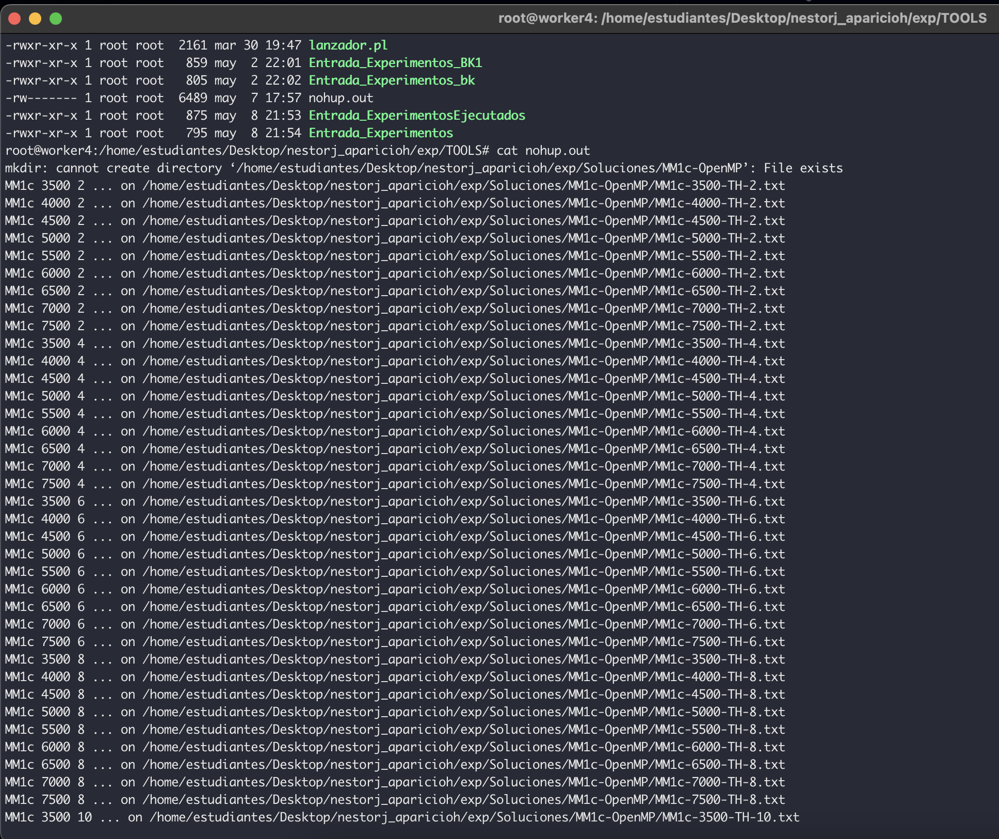 root@worker4: /home/estudiantes/Desktop/nestorj_aparicioh/exp/TOOLS
-rwxr-xr-x 1 root root  2161 mar 30 19:47 lanzador.pl
-rwxr-xr-x 1 root root   859 may  2 22:01 Entrada_Experimentos_BK1
-rwxr-xr-x 1 root root   805 may  2 22:02 Entrada_Experimentos_bk
-rw------- 1 root root  6489 may  7 17:57 nohup.out
-rwxr-xr-x 1 root root   875 may  8 21:53 Entrada_ExperimentosEjecutados
-rwxr-xr-x 1 root root   795 may  8 21:54 Entrada_Experimentos
root@worker4:/home/estudiantes/Desktop/nestorj_aparicioh/exp/TOOLS# cat nohup.out
mkdir: cannot create directory ‘/home/estudiantes/Desktop/nestorj_aparicioh/exp/Soluciones/MM1c-OpenMP’: File exists
MM1c 3500 2 ... on /home/estudiantes/Desktop/nestorj_aparicioh/exp/Soluciones/MM1c-OpenMP/MM1c-3500-TH-2.txt
MM1c 4000 2 ... on /home/estudiantes/Desktop/nestorj_aparicioh/exp/Soluciones/MM1c-OpenMP/MM1c-4000-TH-2.txt
MM1c 4500 2 ... on /home/estudiantes/Desktop/nestorj_aparicioh/exp/Soluciones/MM1c-OpenMP/MM1c-4500-TH-2.txt
MM1c 5000 2 ... on /home/estudiantes/Desktop/nestorj_aparicioh/exp/Soluciones/MM1c-OpenMP/MM1c-5000-TH-2.txt
MM1c 5500 2 ... on /home/estudiantes/Desktop/nestorj_aparicioh/exp/Soluciones/MM1c-OpenMP/MM1c-5500-TH-2.txt
MM1c 6000 2 ... on /home/estudiantes/Desktop/nestorj_aparicioh/exp/Soluciones/MM1c-OpenMP/MM1c-6000-TH-2.txt
MM1c 6500 2 ... on /home/estudiantes/Desktop/nestorj_aparicioh/exp/Soluciones/MM1c-OpenMP/MM1c-6500-TH-2.txt
MM1c 7000 2 ... on /home/estudiantes/Desktop/nestorj_aparicioh/exp/Soluciones/MM1c-OpenMP/MM1c-7000-TH-2.txt
MM1c 7500 2 ... on /home/estudiantes/Desktop/nestorj_aparicioh/exp/Soluciones/MM1c-OpenMP/MM1c-7500-TH-2.txt
MM1c 3500 4 ... on /home/estudiantes/Desktop/nestorj_aparicioh/exp/Soluciones/MM1c-OpenMP/MM1c-3500-TH-4.txt
MM1c 4000 4 ... on /home/estudiantes/Desktop/nestorj_aparicioh/exp/Soluciones/MM1c-OpenMP/MM1c-4000-TH-4.txt
MM1c 4500 4 ... on /home/estudiantes/Desktop/nestorj_aparicioh/exp/Soluciones/MM1c-OpenMP/MM1c-4500-TH-4.txt
MM1c 5000 4 ... on /home/estudiantes/Desktop/nestorj_aparicioh/exp/Soluciones/MM1c-OpenMP/MM1c-5000-TH-4.txt
MM1c 5500 4 ... on /home/estudiantes/Desktop/nestorj_aparicioh/exp/Soluciones/MM1c-OpenMP/MM1c-5500-TH-4.txt
MM1c 6000 4 ... on /home/estudiantes/Desktop/nestorj_aparicioh/exp/Soluciones/MM1c-OpenMP/MM1c-6000-TH-4.txt
MM1c 6500 4 ... on /home/estudiantes/Desktop/nestorj_aparicioh/exp/Soluciones/MM1c-OpenMP/MM1c-6500-TH-4.txt
MM1c 7000 4 ... on /home/estudiantes/Desktop/nestorj_aparicioh/exp/Soluciones/MM1c-OpenMP/MM1c-7000-TH-4.txt
MM1c 7500 4 ... on /home/estudiantes/Desktop/nestorj_aparicioh/exp/Soluciones/MM1c-OpenMP/MM1c-7500-TH-4.txt
MM1c 3500 6 ... on /home/estudiantes/Desktop/nestorj_aparicioh/exp/Soluciones/MM1c-OpenMP/MM1c-3500-TH-6.txt
MM1c 4000 6 ... on /home/estudiantes/Desktop/nestorj_aparicioh/exp/Soluciones/MM1c-OpenMP/MM1c-4000-TH-6.txt
MM1c 4500 6 ... on /home/estudiantes/Desktop/nestorj_aparicioh/exp/Soluciones/MM1c-OpenMP/MM1c-4500-TH-6.txt
MM1c 5000 6 ... on /home/estudiantes/Desktop/nestorj_aparicioh/exp/Soluciones/MM1c-OpenMP/MM1c-5000-TH-6.txt
MM1c 5500 6 ... on /home/estudiantes/Desktop/nestorj_aparicioh/exp/Soluciones/MM1c-OpenMP/MM1c-5500-TH-6.txt
MM1c 6000 6 ... on /home/estudiantes/Desktop/nestorj_aparicioh/exp/Soluciones/MM1c-OpenMP/MM1c-6000-TH-6.txt
MM1c 6500 6 ... on /home/estudiantes/Desktop/nestorj_aparicioh/exp/Soluciones/MM1c-OpenMP/MM1c-6500-TH-6.txt
MM1c 7000 6 ... on /home/estudiantes/Desktop/nestorj_aparicioh/exp/Soluciones/MM1c-OpenMP/MM1c-7000-TH-6.txt
MM1c 7500 6 ... on /home/estudiantes/Desktop/nestorj_aparicioh/exp/Soluciones/MM1c-OpenMP/MM1c-7500-TH-6.txt
MM1c 3500 8 ... on /home/estudiantes/Desktop/nestorj_aparicioh/exp/Soluciones/MM1c-OpenMP/MM1c-3500-TH-8.txt
MM1c 4000 8 ... on /home/estudiantes/Desktop/nestorj_aparicioh/exp/Soluciones/MM1c-OpenMP/MM1c-4000-TH-8.txt
MM1c 4500 8 ... on /home/estudiantes/Desktop/nestorj_aparicioh/exp/Soluciones/MM1c-OpenMP/MM1c-4500-TH-8.txt
MM1c 5000 8 ... on /home/estudiantes/Desktop/nestorj_aparicioh/exp/Soluciones/MM1c-OpenMP/MM1c-5000-TH-8.txt
MM1c 5500 8 ... on /home/estudiantes/Desktop/nestorj_aparicioh/exp/Soluciones/MM1c-OpenMP/MM1c-5500-TH-8.txt
MM1c 6000 8 ... on /home/estudiantes/Desktop/nestorj_aparicioh/exp/Soluciones/MM1c-OpenMP/MM1c-6000-TH-8.txt
MM1c 6500 8 ... on /home/estudiantes/Desktop/nestorj_aparicioh/exp/Soluciones/MM1c-OpenMP/MM1c-6500-TH-8.txt
MM1c 7000 8 ... on /home/estudiantes/Desktop/nestorj_aparicioh/exp/Soluciones/MM1c-OpenMP/MM1c-7000-TH-8.txt
MM1c 7500 8 ... on /home/estudiantes/Desktop/nestorj_aparicioh/exp/Soluciones/MM1c-OpenMP/MM1c-7500-TH-8.txt
MM1c 3500 10 ... on /home/estudiantes/Desktop/nestorj_aparicioh/exp/Soluciones/MM1c-OpenMP/MM1c-3500-TH-10.txt